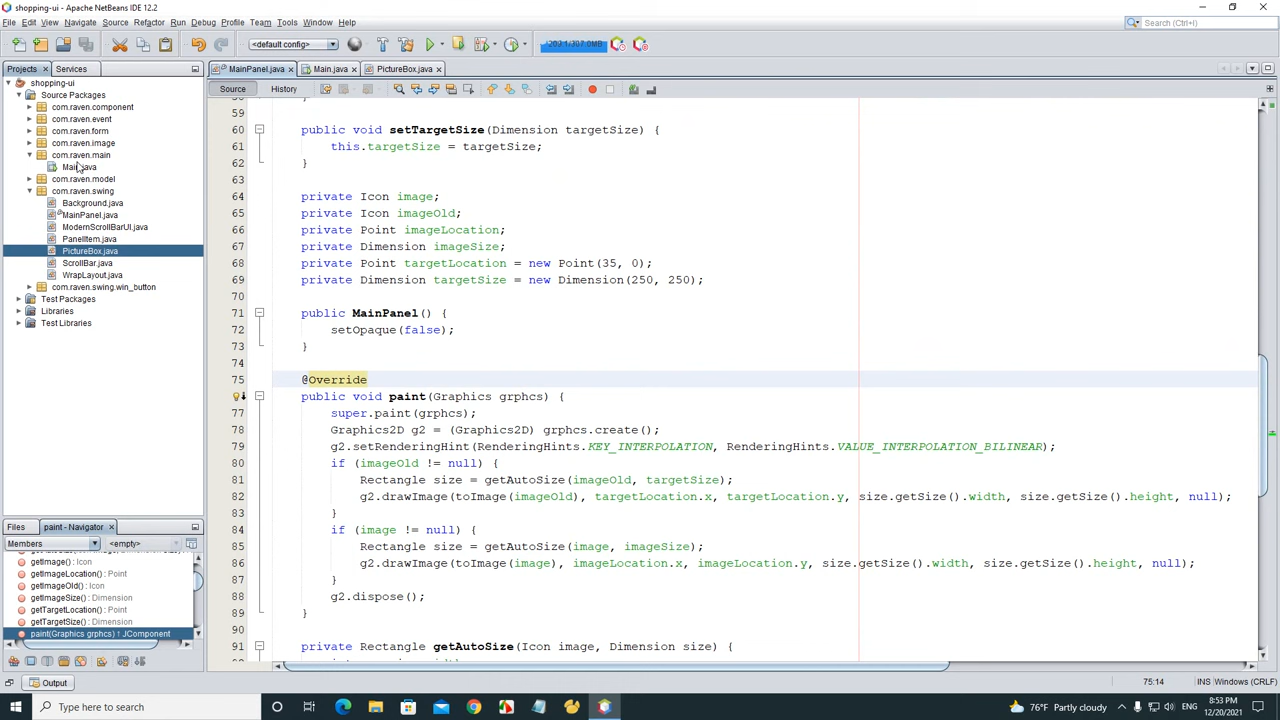 shopping-ui - Apache NetBeans IDE 12.2
File Edit View Navigate Source Refactor Run Debug Profile Team Tools Window Help
Search (Ctrl+I)
<default config>
Projects Services
MainPanel.java Main.java PictureBox.java
Source History
shopping-ui
Source Packages
com.raven.component
com.raven.event
com.raven.form
com.raven.image
com.raven.main
Main.java
com.raven.model
com.raven.swing
Background.java
MainPanel.java
ModernScrollBarUI.java
PanelItem.java
PictureBox.java
ScrollBar.java
WrapLayout.java
com.raven.swing.win_button
Test Packages
Libraries
Test Libraries
59
60 public void setTargetSize(Dimension targetSize) {
61 this.targetSize = targetSize;
62 }
63
64 private Icon image;
65 private Icon imageOld;
66 private Point imageLocation;
67 private Dimension imageSize;
68 private Point targetLocation = new Point(35, 0);
69 private Dimension targetSize = new Dimension(250, 250);
70
71 public MainPanel() {
72 setOpaque(false);
73 }
74
75 @Override
public void paint(Graphics grphcs) {
77 super.paint(grphcs);
78 Graphics2D g2 = (Graphics2D) grphcs.create();
79 g2.setRenderingHint(RenderingHints.KEY_INTERPOLATION, RenderingHints.VALUE_INTERPOLATION_BILINEAR);
80 if (imageOld != null) {
81 Rectangle size = getAutoSize(imageOld, targetSize);
82 g2.drawImage(toImage(imageOld), targetLocation.x, targetLocation.y, size.getSize().width, size.getSize().height, null);
83 }
84 if (image != null) {
85 Rectangle size = getAutoSize(image, imageSize);
86 g2.drawImage(toImage(image), imageLocation.x, imageLocation.y, size.getSize().width, size.getSize().height, null);
87 }
88 g2.dispose();
89 }
90
91 private Rectangle getAutoSize(Icon image, Dimension size) {
Files paint - Navigator
Members <empty>
getImage() : Icon
getImageLocation() : Point
getImageOld() : Icon
getImageSize() : Dimension
getTargetLocation() : Point
getTargetSize() : Dimension
paint(Graphics grphcs) ↑ JComponent
Output
75:14 INS Windows (CRLF)
Type here to search
76°F Partly cloudy
ENG
8:53 PM
12/20/2021